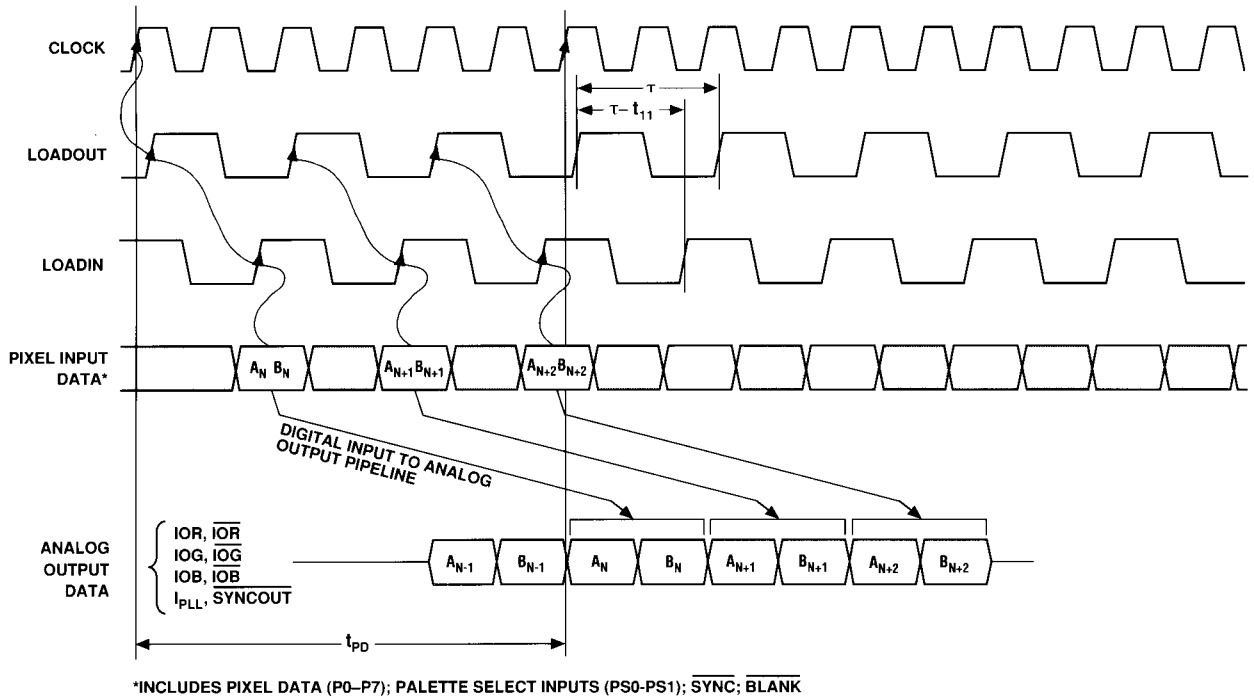 CLOCK
τ
τ– t11
LOADOUT
LOADIN
PIXEL INPUT
DATA*
AN BN
AN+1 BN+1
AN+2 BN+2
DIGITAL INPUT TO ANALOG
OUTPUT PIPELINE
ANALOG
OUTPUT
DATA
IOR, IOR
IOG, IOG
IOB, IOB
IPLL, SYNCOUT
AN-1
BN-1
AN
BN
AN+1
BN+1
AN+2
BN+2
tPD
*INCLUDES PIXEL DATA (P0–P7); PALETTE SELECT INPUTS (PS0-PS1); SYNC; BLANK